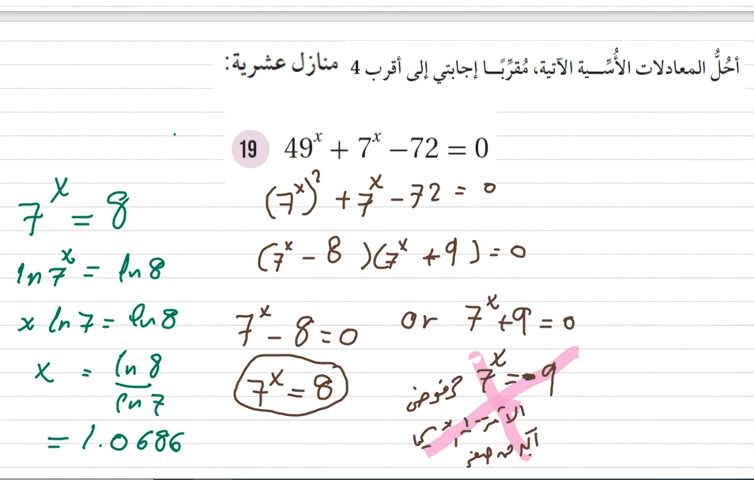 أحُلُّ المعادلات الأُسِّية الآتية، مُقرِّبًا إجابتي إلى أقرب 4 منازل عشرية:
19 49^x + 7^x − 72 = 0
(7^x)^2 + 7^x − 72 = 0
(7^x − 8)(7^x + 9) = 0
7^x − 8 = 0 or 7^x + 9 = 0
7^x = 8
7^x = −9 مرفوض
7^x = 8
ln 7^x = ln 8
x ln 7 = ln 8
x = ln 8 / ln 7
= 1.0686